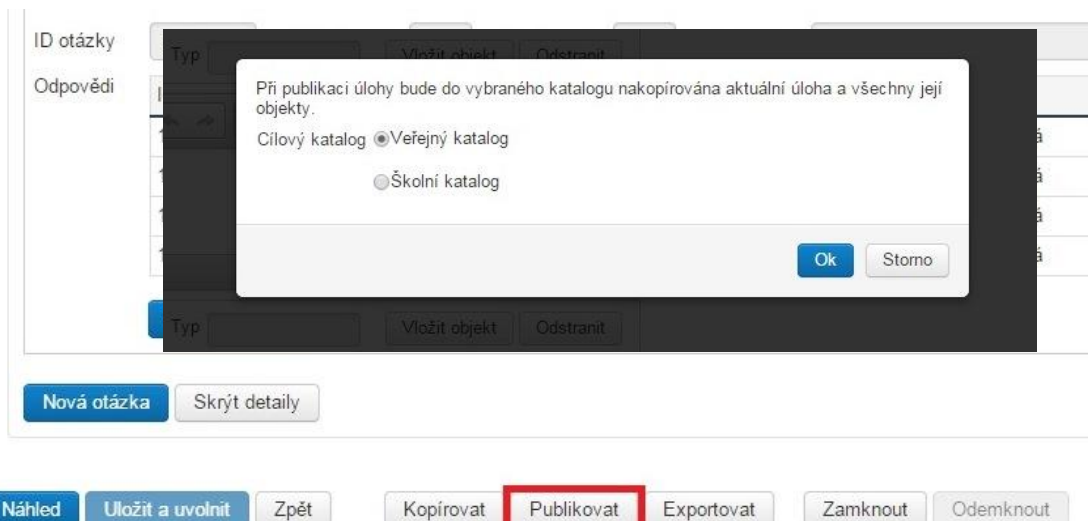 ID otázky
Typ Vložit objekt Odstranit
Odpovědi
Při publikaci úlohy bude do vybraného katalogu nakopírována aktuální úloha a všechny její
objekty.
Cílový katalog Veřejný katalog
Školní katalog
Ok Storno
Typ Vložit objekt Odstranit
Nová otázka Skrýt detaily
Náhled Uložit a uvolnit Zpět Kopírovat Publikovat Exportovat Zamknout Odemknout